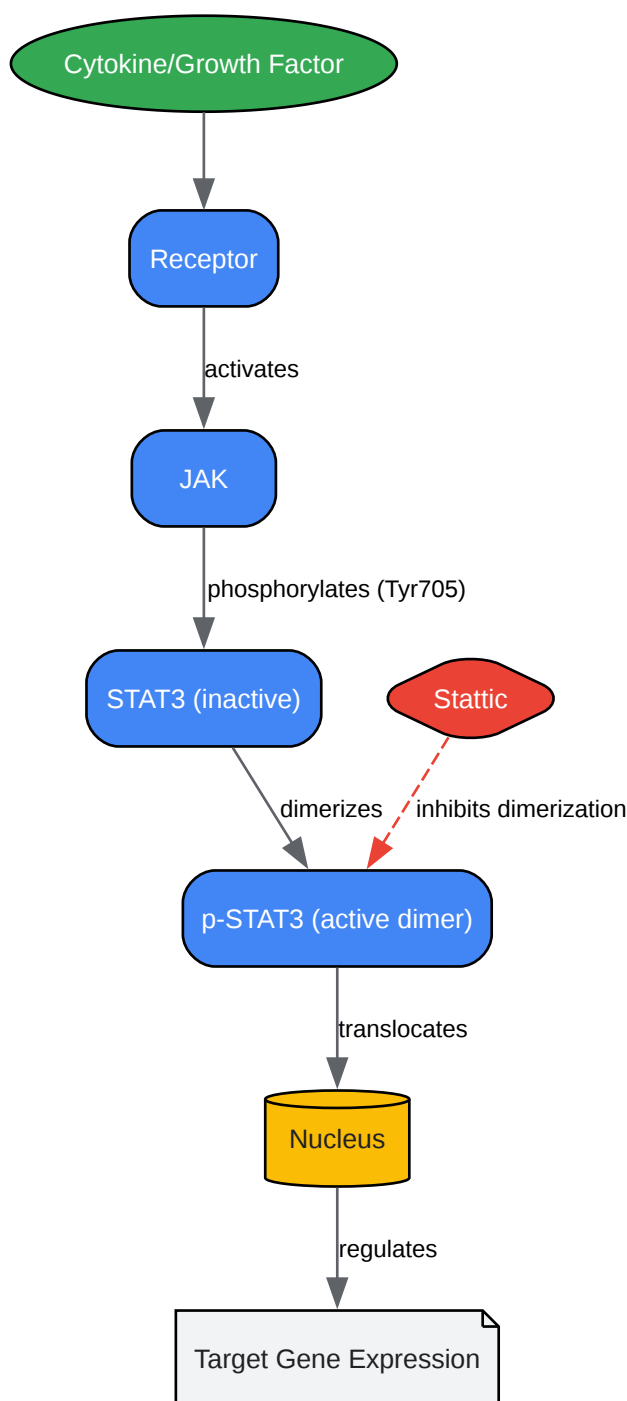 Cytokine/Growth Factor
Receptor
activates
JAK
phosphorylates (Tyr705)
STAT3 (inactive)
Stattic
dimerizes
inhibits dimerization
p-STAT3 (active dimer)
translocates
Nucleus
regulates
Target Gene Expression